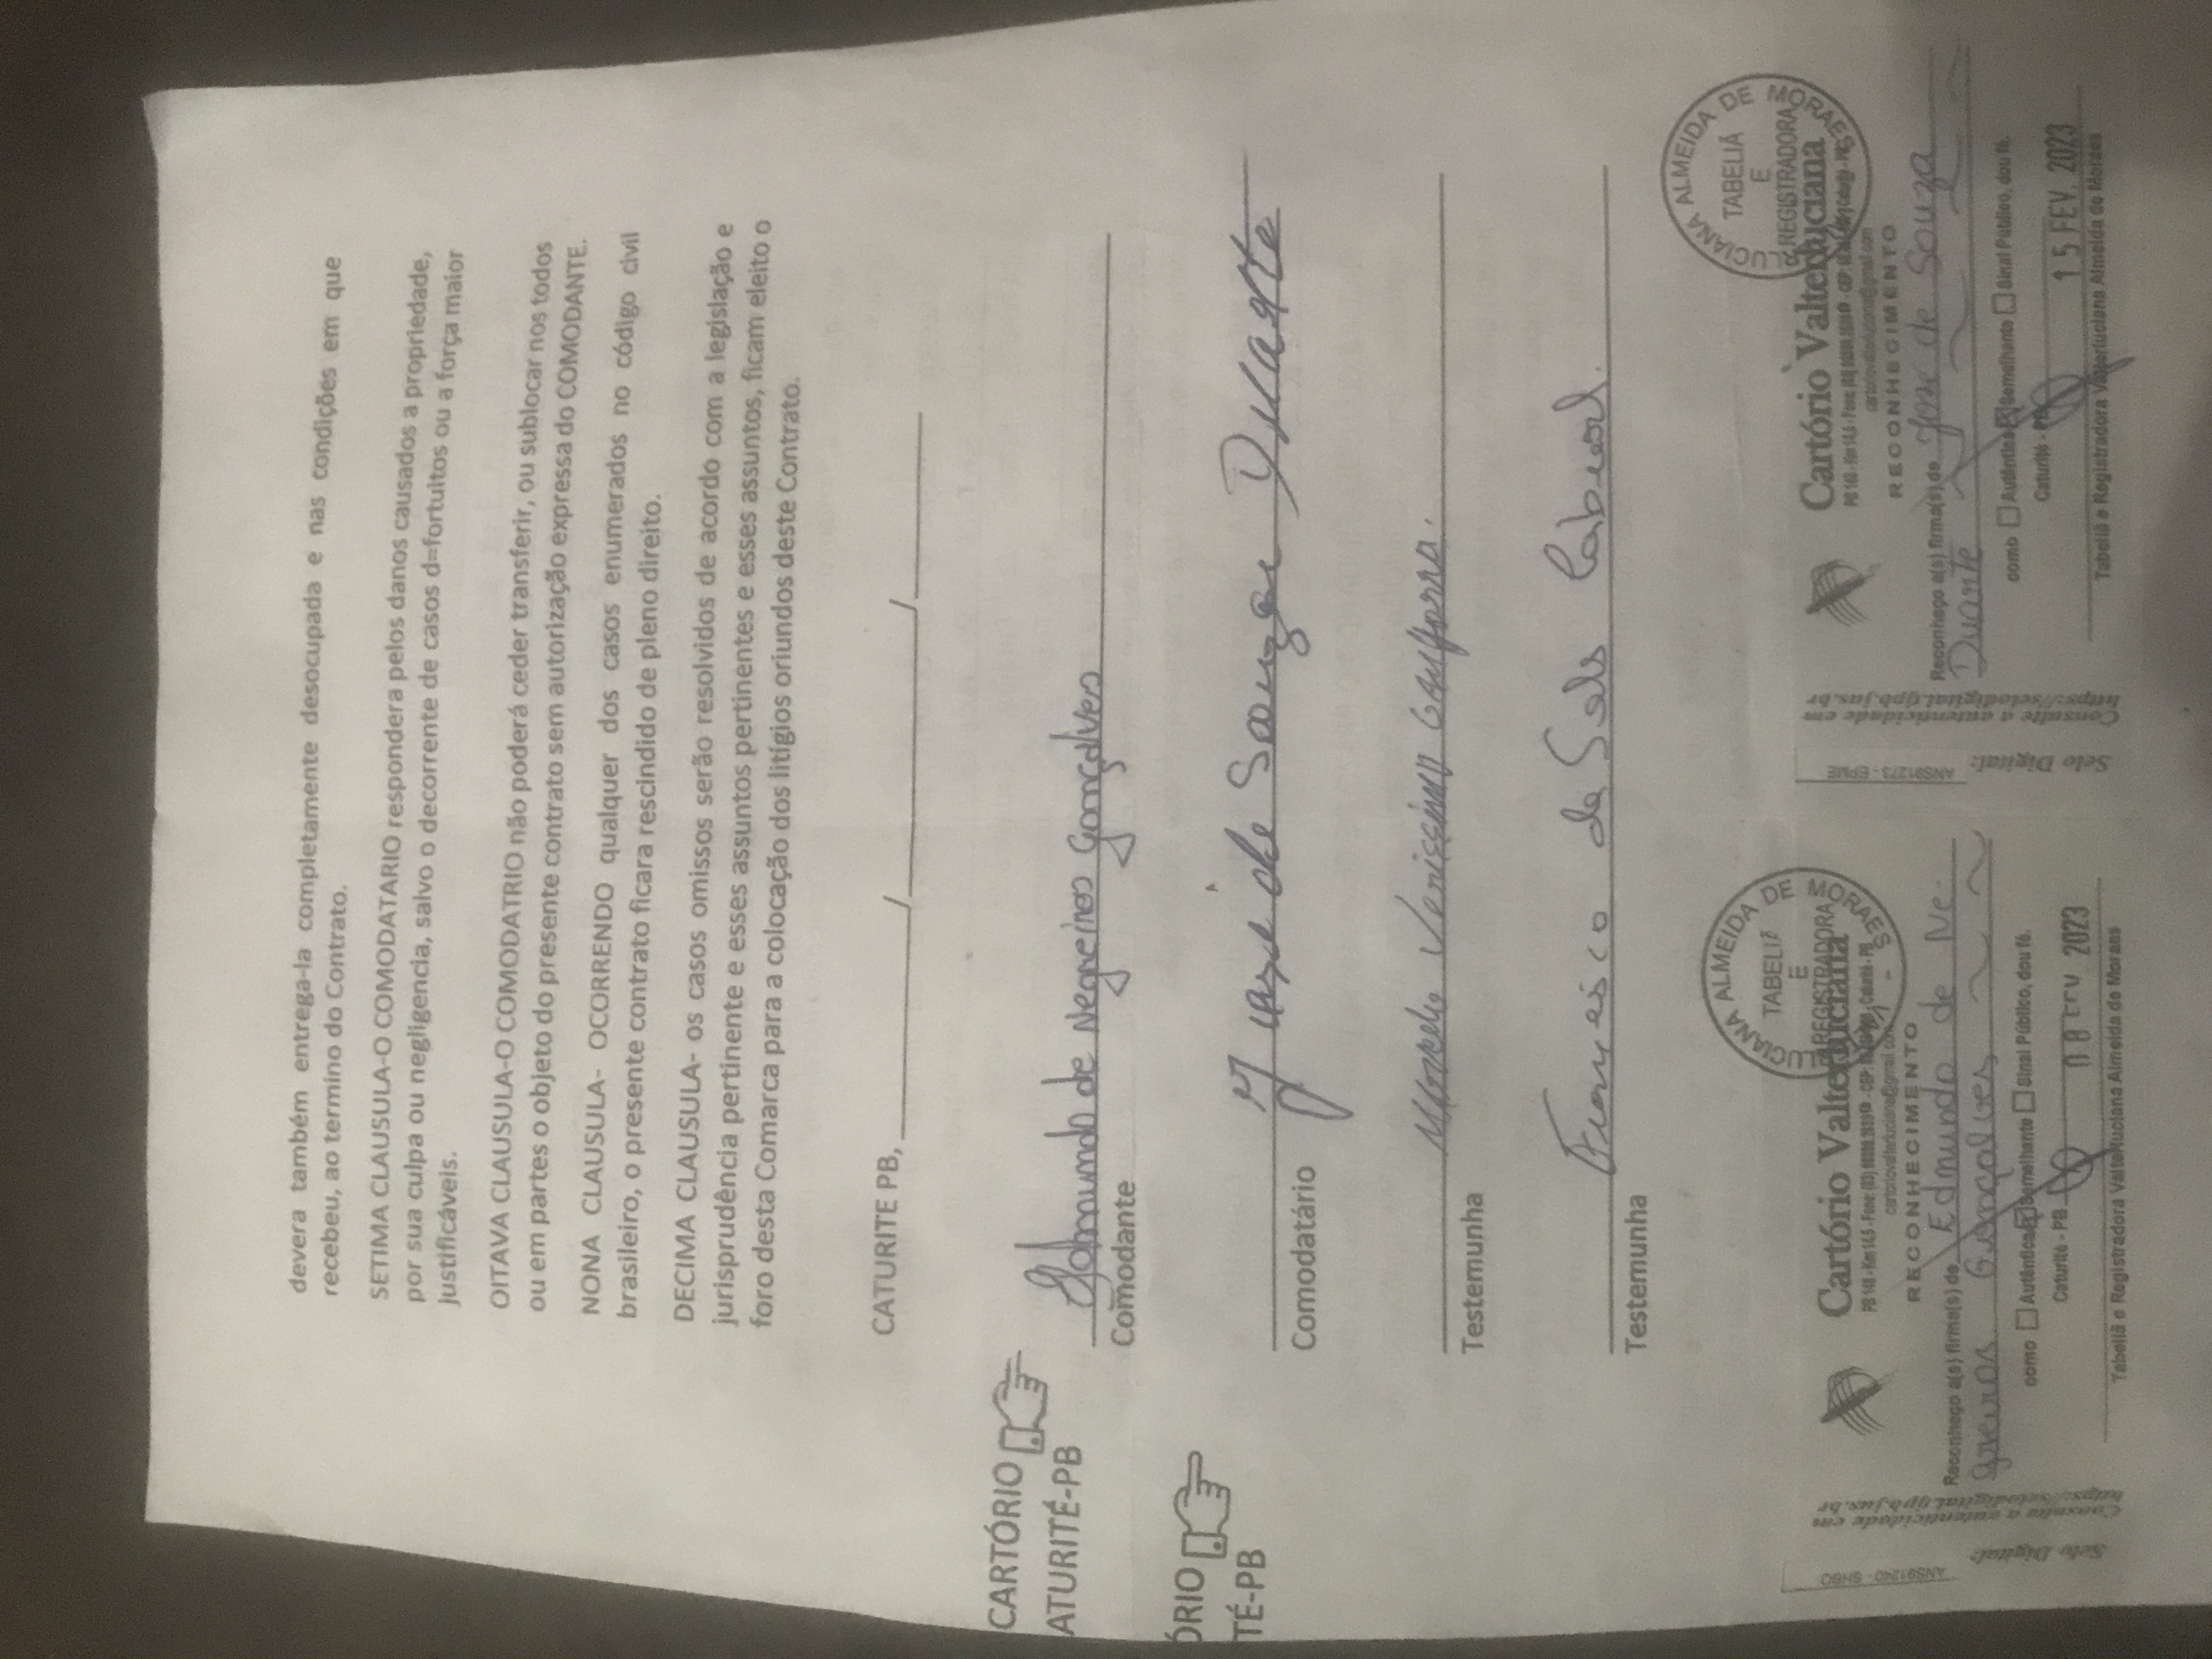 devera também entrega-la completamente desocupada e nas condições em que
recebeu, ao termino do Contrato.
SETIMA CLAUSULA-O COMODATARIO respondera pelos danos causados a propriedade,
por sua culpa ou negligencia, salvo o decorrente de casos d=fortuitos ou a força maior
justificáveis.
OITAVA CLAUSULA-O COMODATRIO não poderá ceder transferir, ou sublocar nos todos
ou em partes o objeto do presente contrato sem autorização expressa do COMODANTE.
NONA CLAUSULA- OCORRENDO qualquer dos casos enumerados no código civil
brasileiro, o presente contrato ficara rescindido de pleno direito.
DECIMA CLAUSULA- os casos omissos serão resolvidos de acordo com a legislação e
jurisprudência pertinente e esses assuntos pertinentes e esses assuntos, ficam eleito o
foro desta Comarca para a colocação dos litígios oriundos deste Contrato.
CATURITE PB, ____________/____________/____________
CARTÓRIO
ATURITÉ-PB
Edmundo de Negreiros Gonçalves
Comodante
ÓRIO
TÉ-PB
José de Souza Duarte
Comodatário
Verissimo
Testemunha
Francisco de Sales Cabral.
Testemunha
VALTERLUCIANA ALMEIDA DE MORAES
TABELIÃ
E
REGISTRADORA
Cartório Valterluciana
PB 148 - Km 14,5 - Fone: (83) - CEP: - Caturité - PB
cartoriovalterluciana@gmail.com
RECONHECIMENTO
Reconheço a(s) firma(s) de Edmundo de Ne-
greiros Gonçalves
como Autêntica Semelhante Sinal Público, dou fé.
Caturité - PB 08 FEV 2023
Tabeliã e Registradora Valterluciana Almeida de Moraes
Selo Digital: ANS91240 - SHBO
Consulte a autenticidade em
https://selodigital.tjpb.jus.br
VALTERLUCIANA ALMEIDA DE MORAES
TABELIÃ
E
REGISTRADORA
Cartório Valterluciana
PB 148 - Km 14,5 - Fone: (83) - CEP: - Caturité - PB
cartoriovalterluciana@gmail.com
RECONHECIMENTO
Reconheço a(s) firma(s) de José de Souza
Duarte
como Autêntica Semelhante Sinal Público, dou fé.
Caturité - PB 15 FEV. 2023
Tabeliã e Registradora Valterluciana Almeida de Moraes
Selo Digital: ANS91273 - EPME
Consulte a autenticidade em
https://selodigital.tjpb.jus.br